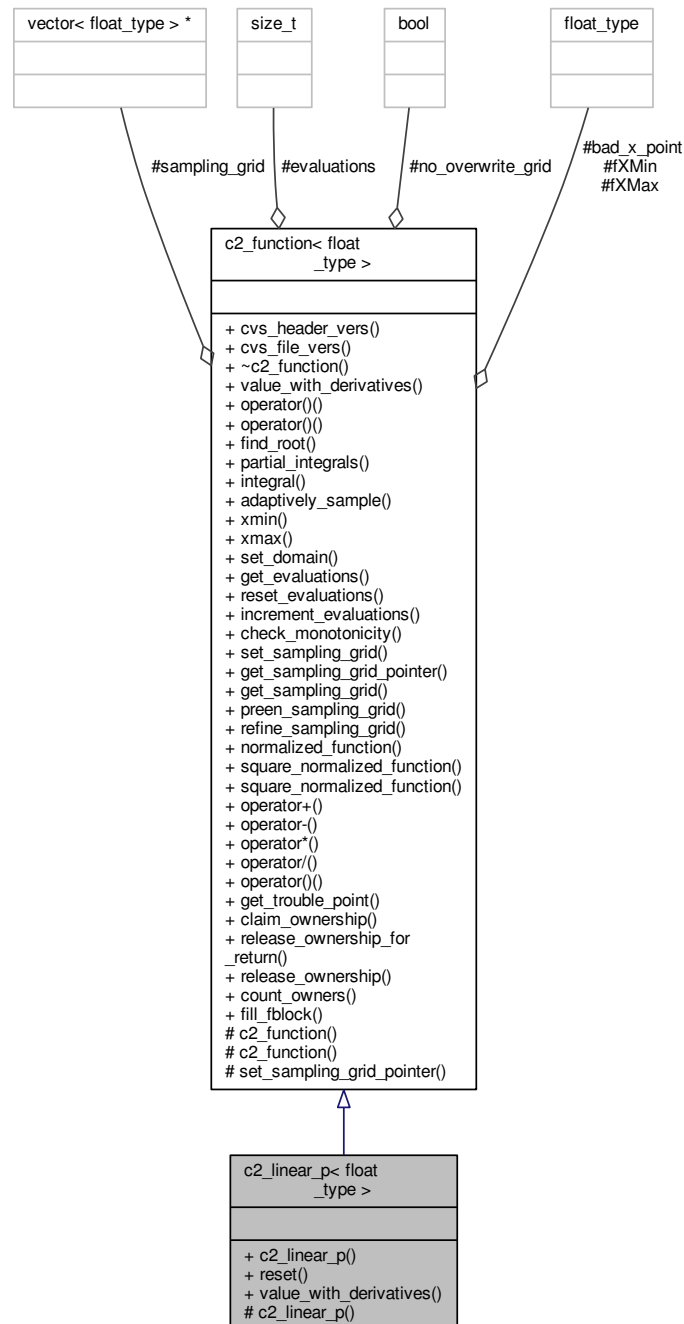 vector< float_type > *
size_t
bool
float_type
#sampling_grid
#evaluations
#no_overwrite_grid
#bad_x_point
#fXMin
#fXMax
c2_function< float
_type >
+ cvs_header_vers()
+ cvs_file_vers()
+ ~c2_function()
+ value_with_derivatives()
+ operator()()
+ operator()()
+ find_root()
+ partial_integrals()
+ integral()
+ adaptively_sample()
+ xmin()
+ xmax()
+ set_domain()
+ get_evaluations()
+ reset_evaluations()
+ increment_evaluations()
+ check_monotonicity()
+ set_sampling_grid()
+ get_sampling_grid_pointer()
+ get_sampling_grid()
+ preen_sampling_grid()
+ refine_sampling_grid()
+ normalized_function()
+ square_normalized_function()
+ square_normalized_function()
+ operator+()
+ operator-()
+ operator*()
+ operator/()
+ operator()()
+ get_trouble_point()
+ claim_ownership()
+ release_ownership_for
_return()
+ release_ownership()
+ count_owners()
+ fill_fblock()
# c2_function()
# c2_function()
# set_sampling_grid_pointer()
c2_linear_p< float
_type >
+ c2_linear_p()
+ reset()
+ value_with_derivatives()
# c2_linear_p()